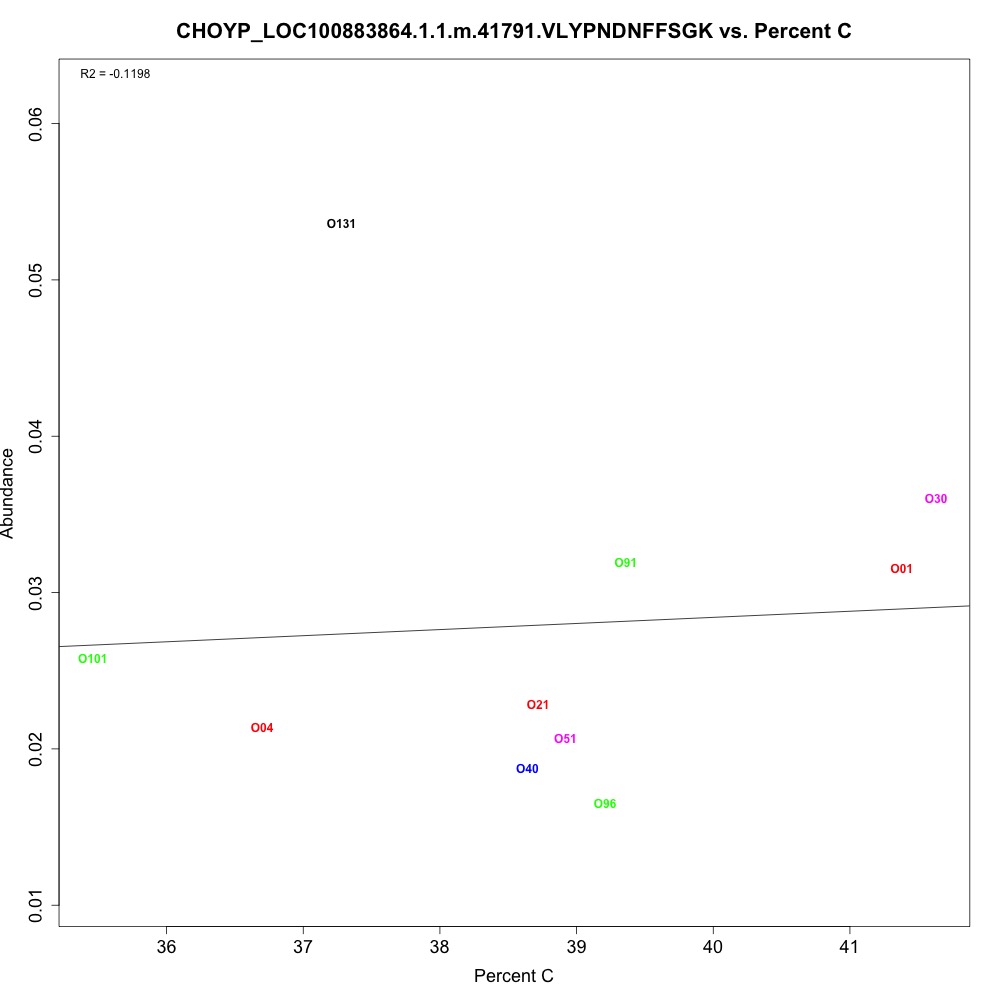 CHOYP_LOC100883864.1.1.m.41791.VLYPNDNFFSGK vs. Percent C
R2 = -0.1198
0.06
O131
0.05
0.04
Abundance
O30
O91
O01
0.03
O101
O21
O04
O51
0.02
O40
O96
0.01
36 37 38 39 40 41
Percent C